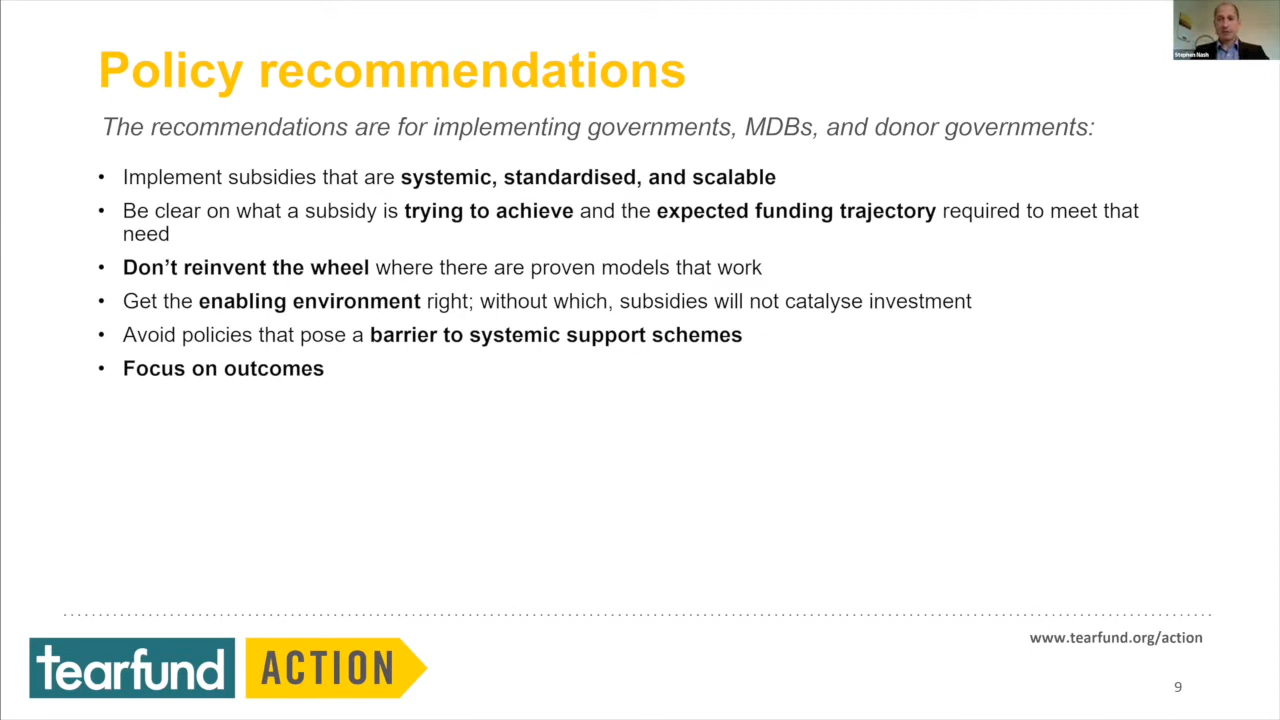 Stephen Nash
Policy recommendations
The recommendations are for implementing governments, MDBs, and donor governments:
• Implement subsidies that are systemic, standardised, and scalable
• Be clear on what a subsidy is trying to achieve and the expected funding trajectory required to meet that
need
• Don’t reinvent the wheel where there are proven models that work
• Get the enabling environment right; without which, subsidies will not catalyse investment
• Avoid policies that pose a barrier to systemic support schemes
• Focus on outcomes
www.tearfund.org/action
tearfund ACTION
9